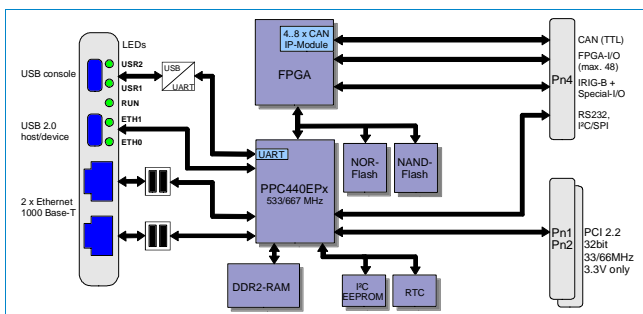 LEDs
USB console
USR2
USR1
RUN
USB 2.0
host/device
ETH1
ETH0
2 x Ethernet
1000 Base-T
USB
UART
4..8 x CAN
IP-Module
FPGA
UART
PPC440EPx
533/667 MHz
NOR-
Flash
NAND-
Flash
DDR2-RAM
I²C
EEPROM
RTC
Pn4
CAN (TTL)
FPGA-I/O
(max. 48)
IRIG-B +
Special-I/O
RS232,
I²C/SPI
Pn1
Pn2
PCI 2.2
32bit
33/66MHz
3.3V only